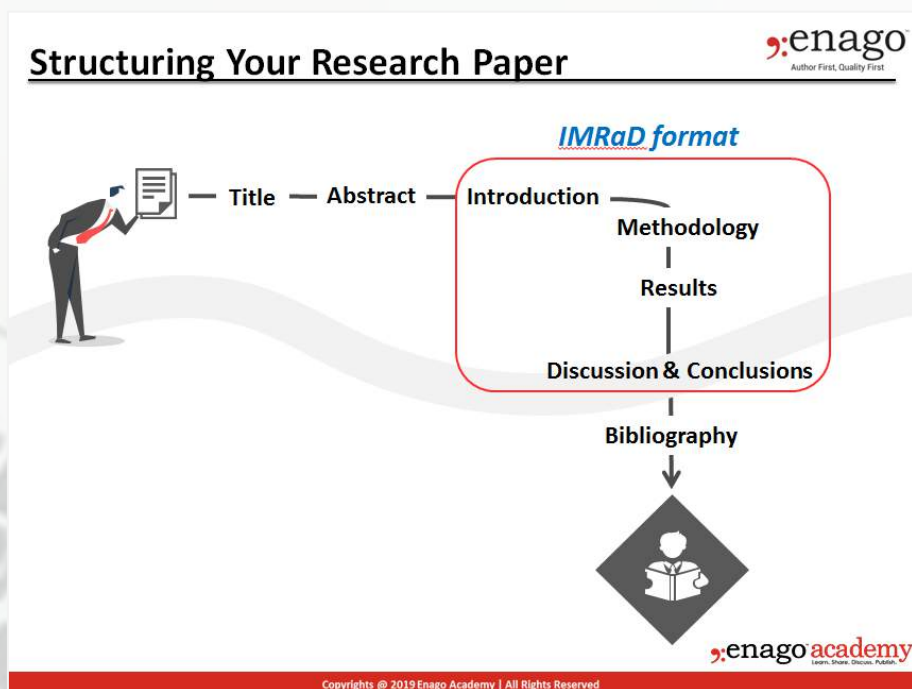 Structuring Your Research Paper
enago
Author First, Quality First
IMRaD format
Title
Abstract
Introduction
Methodology
Results
Discussion & Conclusions
Bibliography
enago academy
Learn. Share. Discuss. Publish.
Copyrights @ 2019 Enago Academy | All Rights Reserved